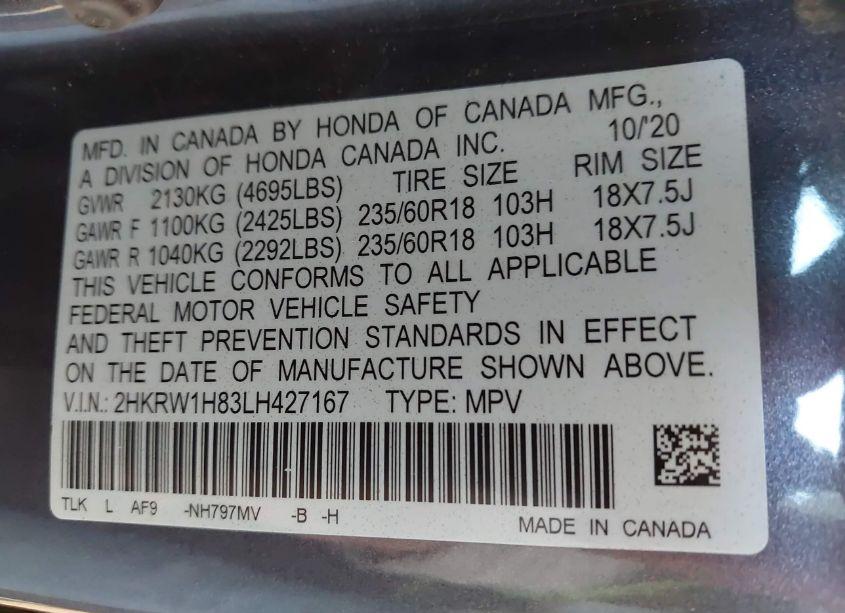 MFD. IN CANADA BY HONDA OF CANADA MFG.,
A DIVISION OF HONDA CANADA INC. 10/'20
GVWR 2130KG (4695LBS) TIRE SIZE RIM SIZE
GAWR F 1100KG (2425LBS) 235/60R18 103H 18X7.5J
GAWR R 1040KG (2292LBS) 235/60R18 103H 18X7.5J
THIS VEHICLE CONFORMS TO ALL APPLICABLE
FEDERAL MOTOR VEHICLE SAFETY
AND THEFT PREVENTION STANDARDS IN EFFECT
ON THE DATE OF MANUFACTURE SHOWN ABOVE.
V.I.N.: 2HKRW1H83LH427167 TYPE: MPV
TLK L AF9 -NH797MV -B -H
MADE IN CANADA